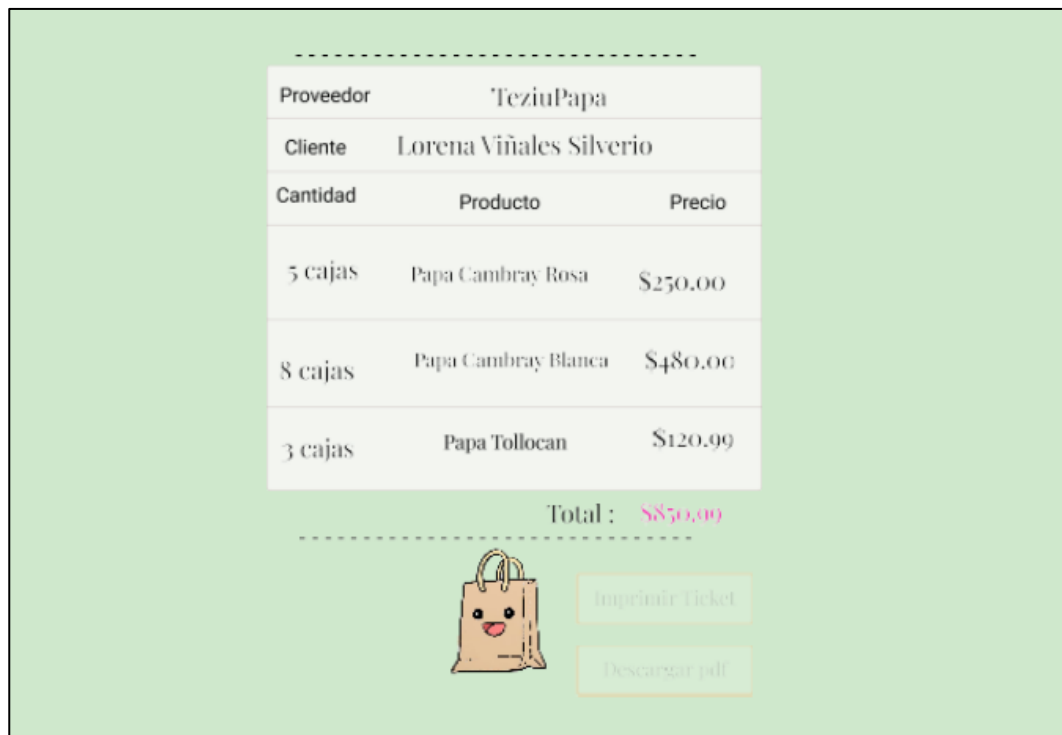 Proveedor TeziuPapa
Cliente Lorena Viñales Silverio
Cantidad Producto Precio
5 cajas Papa Cambray Rosa $250.00
8 cajas Papa Cambray Blanca $480.00
3 cajas Papa Tollocan $120.99
Total : $850.99
Imprimir Ticket
Descargar pdf